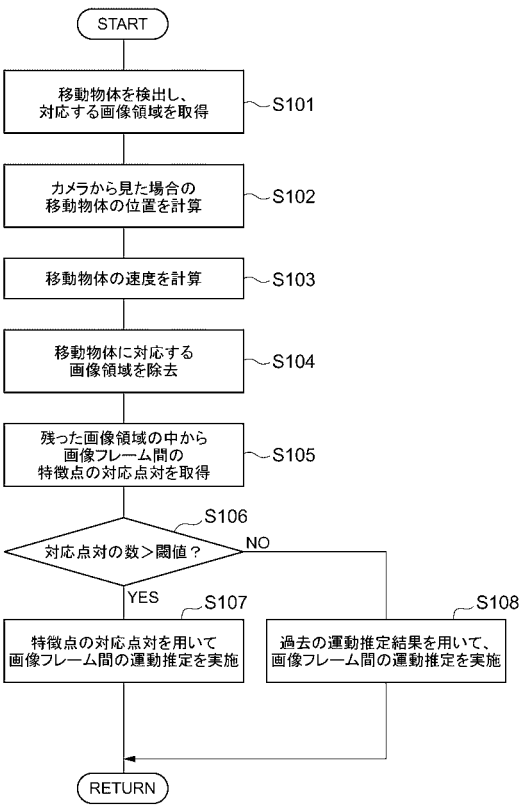 START
移動物体を検出し、
対応する画像領域を取得
S101
カメラから見た場合の
移動物体の位置を計算
S102
移動物体の速度を計算
S103
移動物体に対応する
画像領域を除去
S104
残った画像領域の中から
画像フレーム間の
特徴点の対応点対を取得
S105
S106
対応点対の数>閾値？
NO
YES
S107
特徴点の対応点対を用いて
画像フレーム間の運動推定を実施
S108
過去の運動推定結果を用いて、
画像フレーム間の運動推定を実施
RETURN